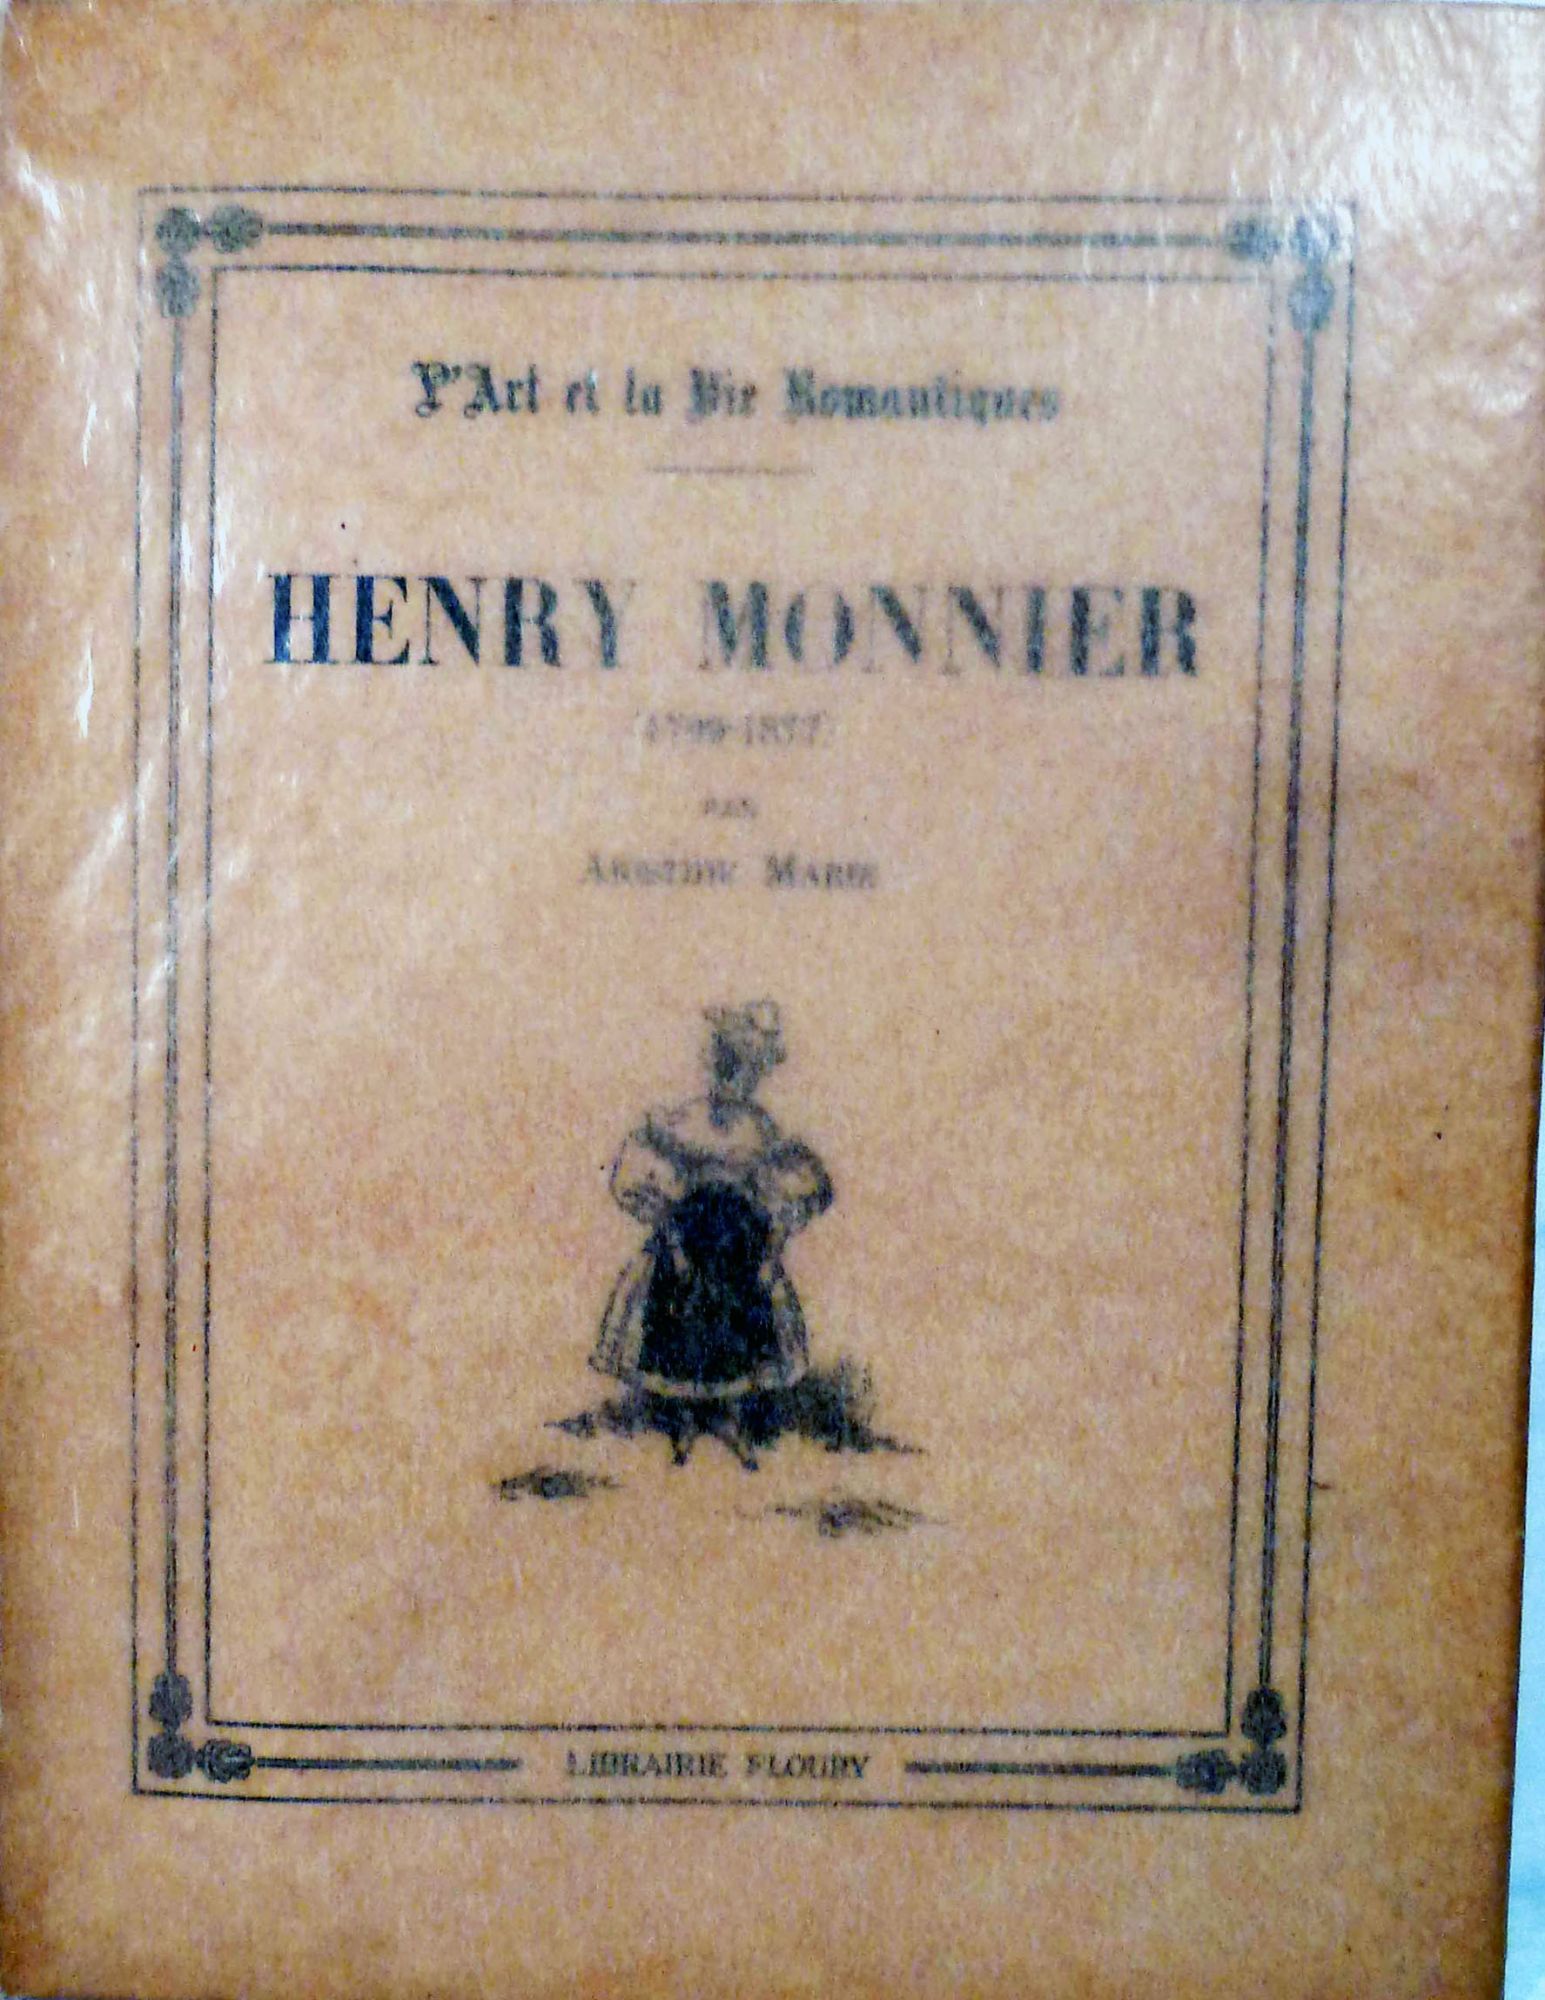 L'Art et la Vie Romantiques
HENRY MONNIER
(1799-1877)
PAR
ARISTIDE MARIE
LIBRAIRIE FLOURY